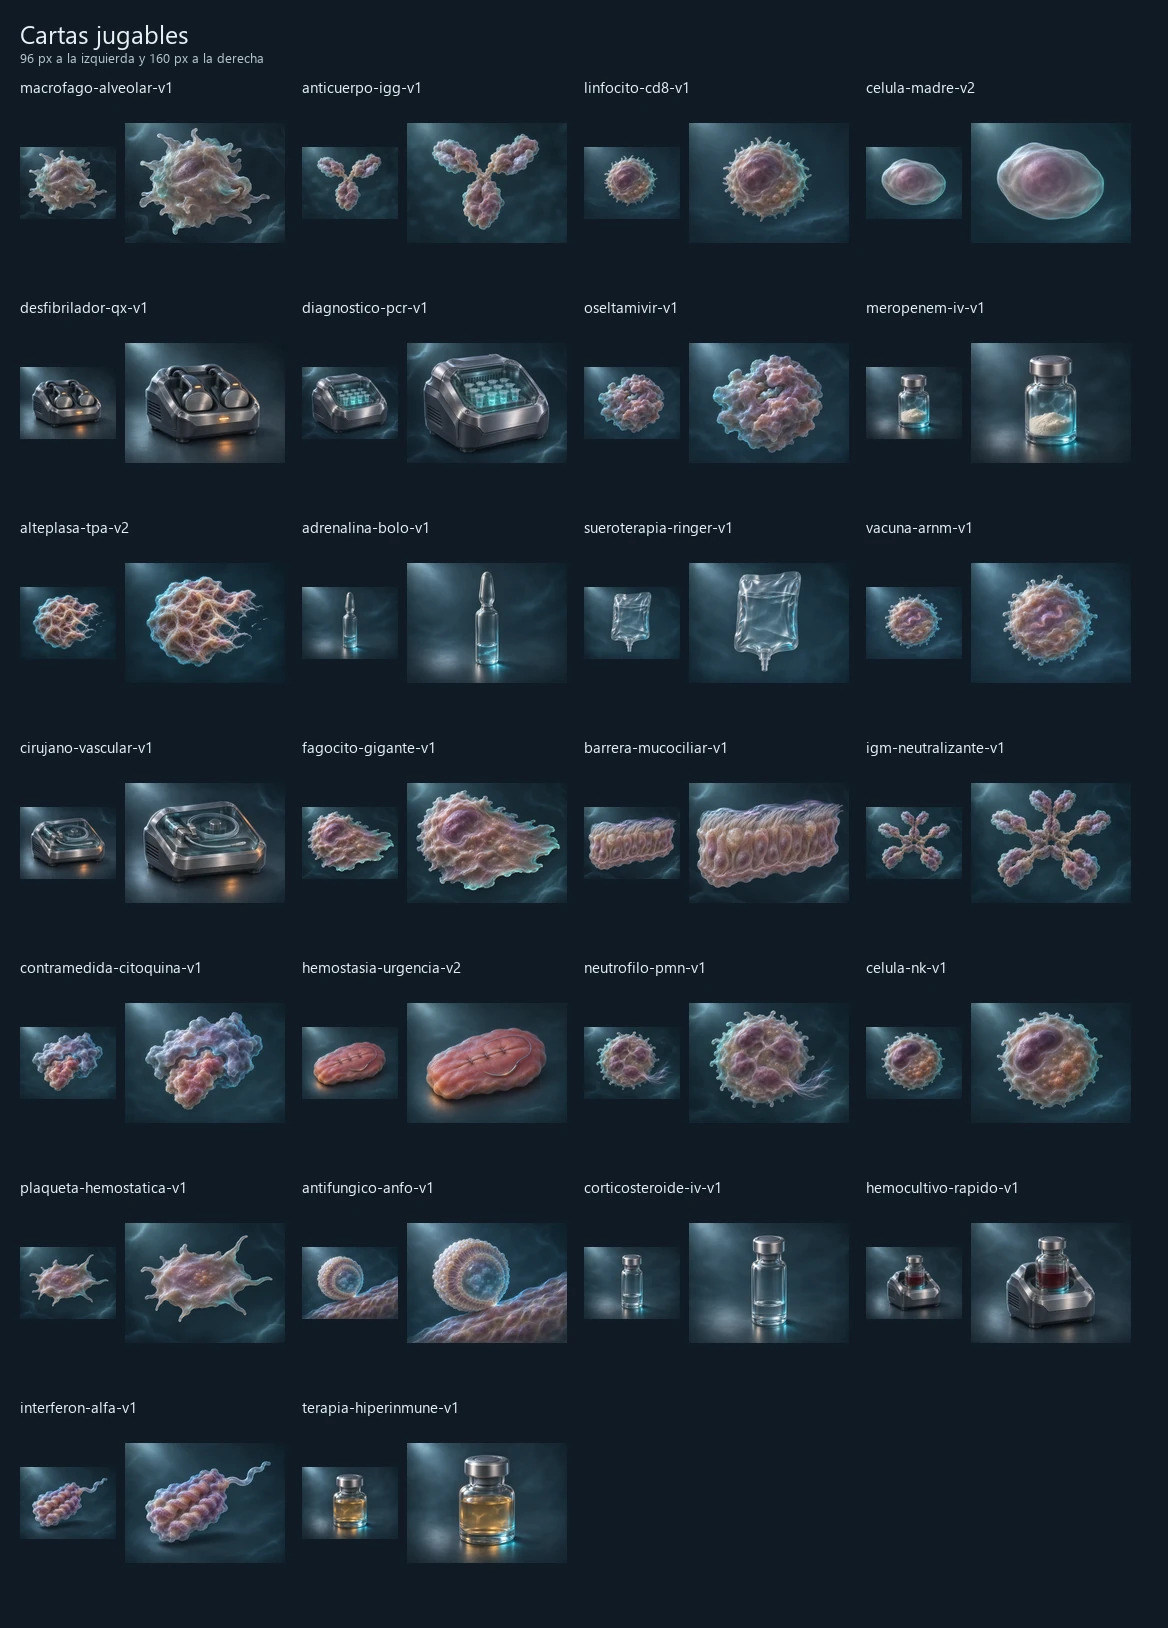 Cartas jugables
96 px a la izquierda y 160 px a la derecha
macrofago-alveolar-v1
anticuerpo-igg-v1
linfocito-cd8-v1
celula-madre-v2
desfibrilador-qx-v1
diagnostico-pcr-v1
oseltamivir-v1
meropenem-iv-v1
alteplasa-tpa-v2
adrenalina-bolo-v1
sueroterapia-ringer-v1
vacuna-arnm-v1
cirujano-vascular-v1
fagocito-gigante-v1
barrera-mucociliar-v1
igm-neutralizante-v1
contramedida-citoquina-v1
hemostasia-urgencia-v2
neutrofilo-pmn-v1
celula-nk-v1
plaqueta-hemostatica-v1
antifungico-anfo-v1
corticosteroide-iv-v1
hemocultivo-rapido-v1
interferon-alfa-v1
terapia-hiperinmune-v1